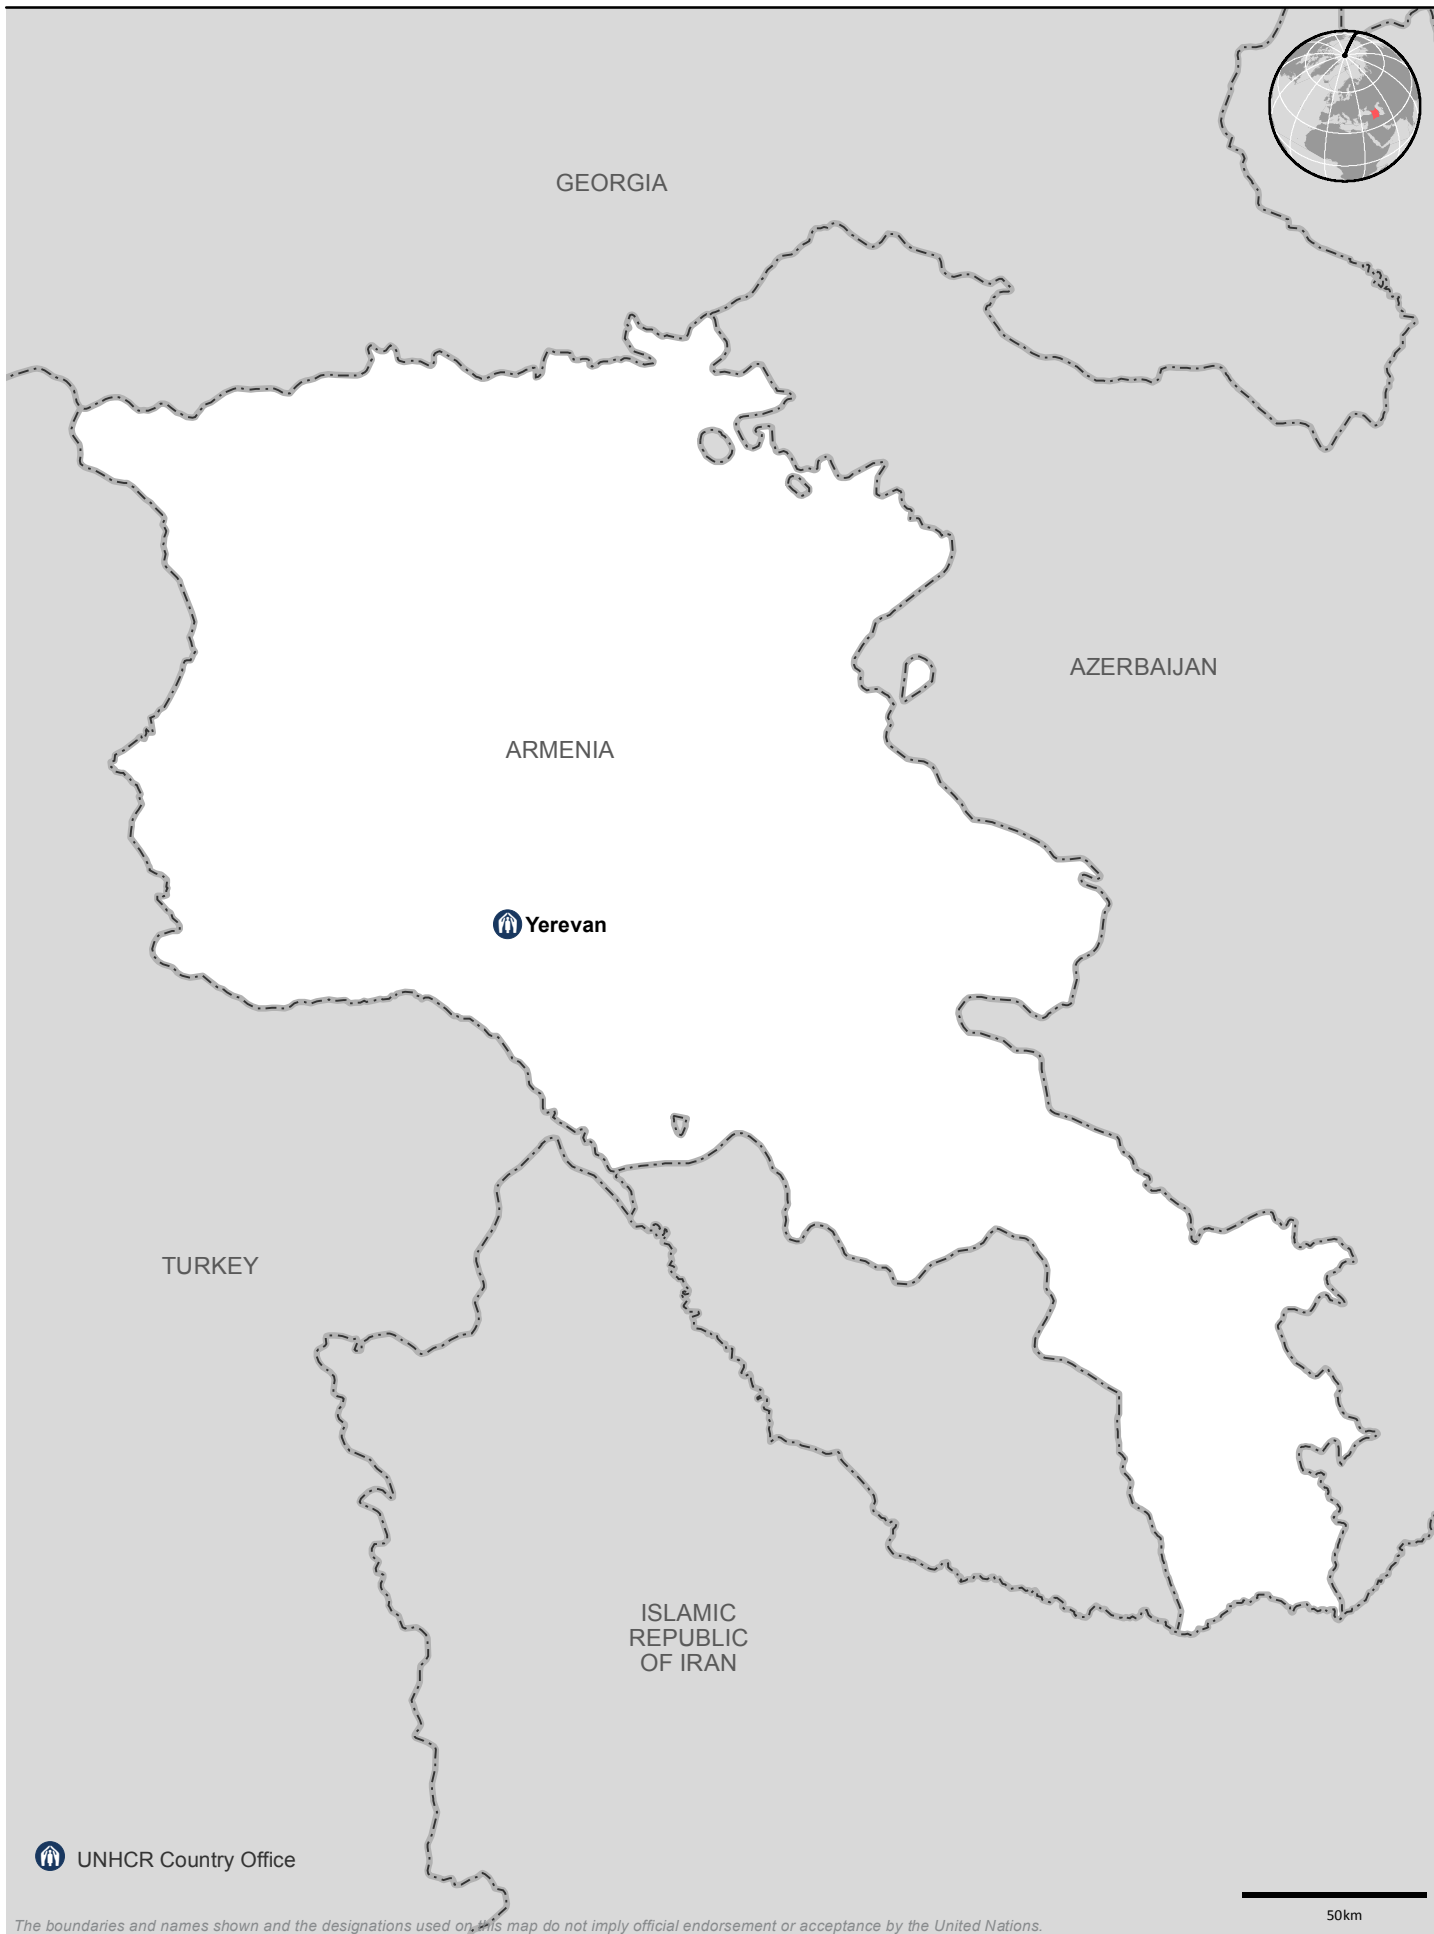 GEORGIA
AZERBAIJAN
ARMENIA
Yerevan
TURKEY
ISLAMIC
REPUBLIC
OF IRAN
UNHCR Country Office
50km
The boundaries and names shown and the designations used on this map do not imply official endorsement or acceptance by the United Nations.